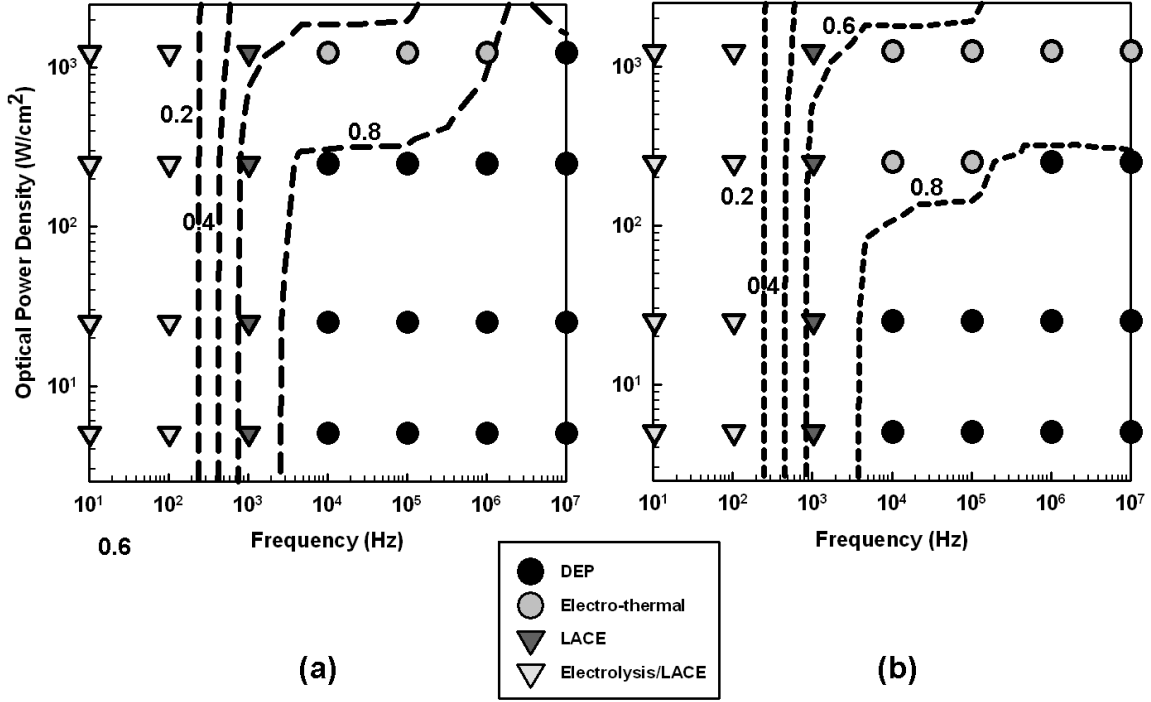 Optical Power Density (W/cm²)
10³
10²
10¹
0.2
0.4
0.8
10¹ 10² 10³ 10⁴ 10⁵ 10⁶ 10⁷
Frequency (Hz)
0.6
(a)
10³
10²
10¹
0.6
0.2
0.8
0.4
10¹ 10² 10³ 10⁴ 10⁵ 10⁶ 10⁷
Frequency (Hz)
(b)
DEP
Electro-thermal
LACE
Electrolysis/LACE